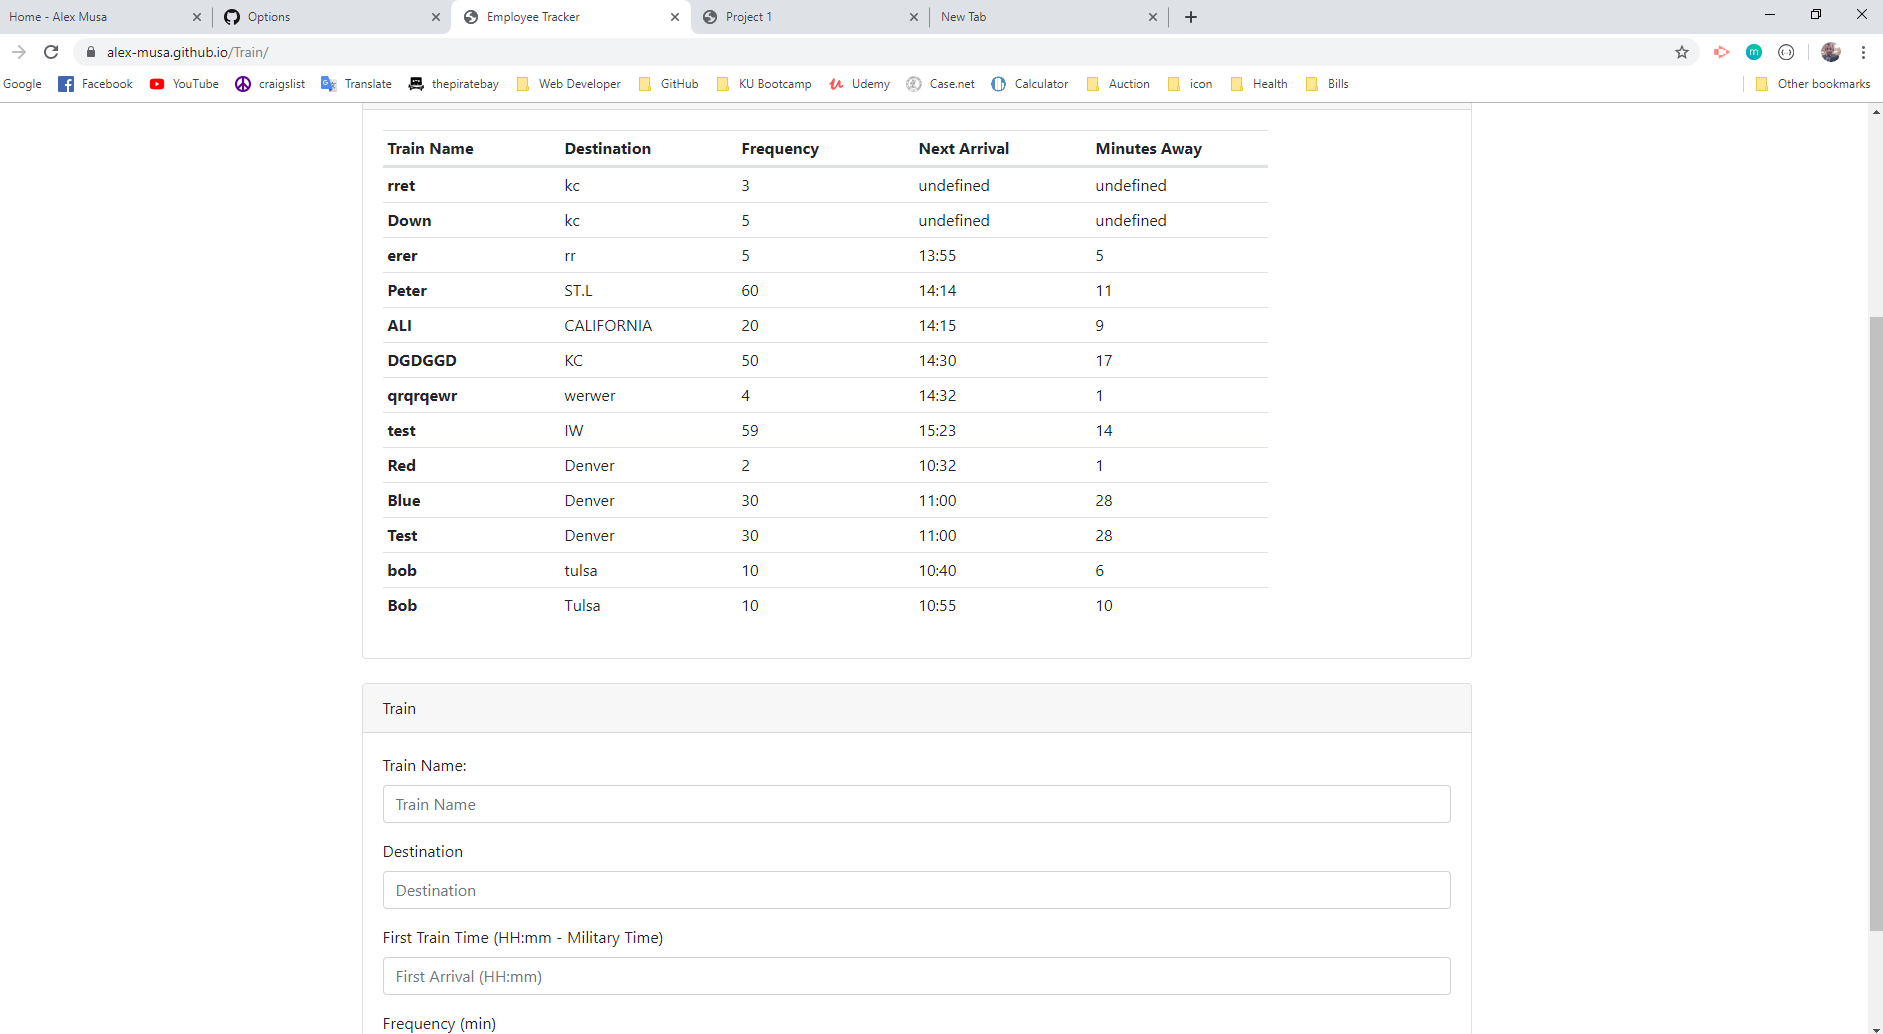 Home - Alex Musa Options Employee Tracker Project 1 New Tab
alex-musa.github.io/Train/
Google Facebook YouTube craigslist Translate thepiratebay Web Developer GitHub KU Bootcamp Udemy Case.net Calculator Auction icon Health Bills Other bookmarks
Train Name Destination Frequency Next Arrival Minutes Away
rret kc 3 undefined undefined
Down kc 5 undefined undefined
erer rr 5 13:55 5
Peter ST.L 60 14:14 11
ALI CALIFORNIA 20 14:15 9
DGDGGD KC 50 14:30 17
qrqrqewr werwer 4 14:32 1
test IW 59 15:23 14
Red Denver 2 10:32 1
Blue Denver 30 11:00 28
Test Denver 30 11:00 28
bob tulsa 10 10:40 6
Bob Tulsa 10 10:55 10
Train
Train Name:
Train Name
Destination
Destination
First Train Time (HH:mm - Military Time)
First Arrival (HH:mm)
Frequency (min)